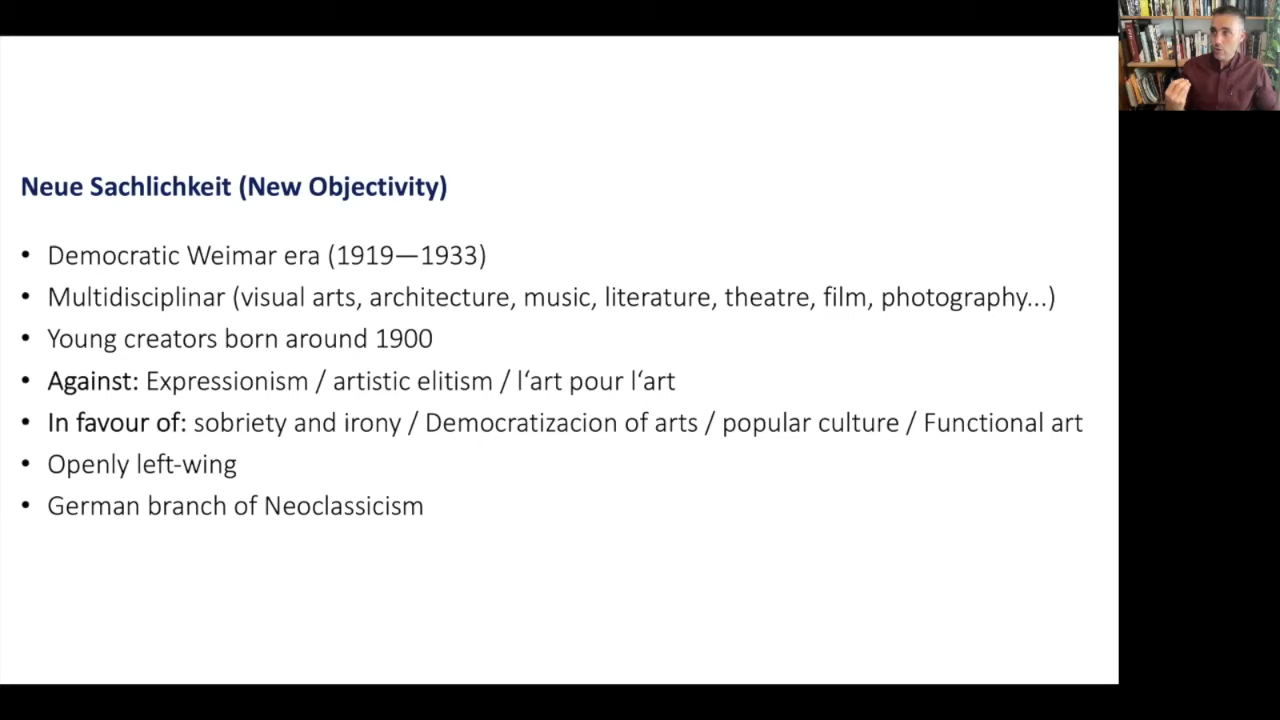 Neue Sachlichkeit (New Objectivity)
• Democratic Weimar era (1919—1933)
• Multidisciplinar (visual arts, architecture, music, literature, theatre, film, photography...)
• Young creators born around 1900
• Against: Expressionism / artistic elitism / l‘art pour l‘art
• In favour of: sobriety and irony / Democratizacion of arts / popular culture / Functional art
• Openly left-wing
• German branch of Neoclassicism